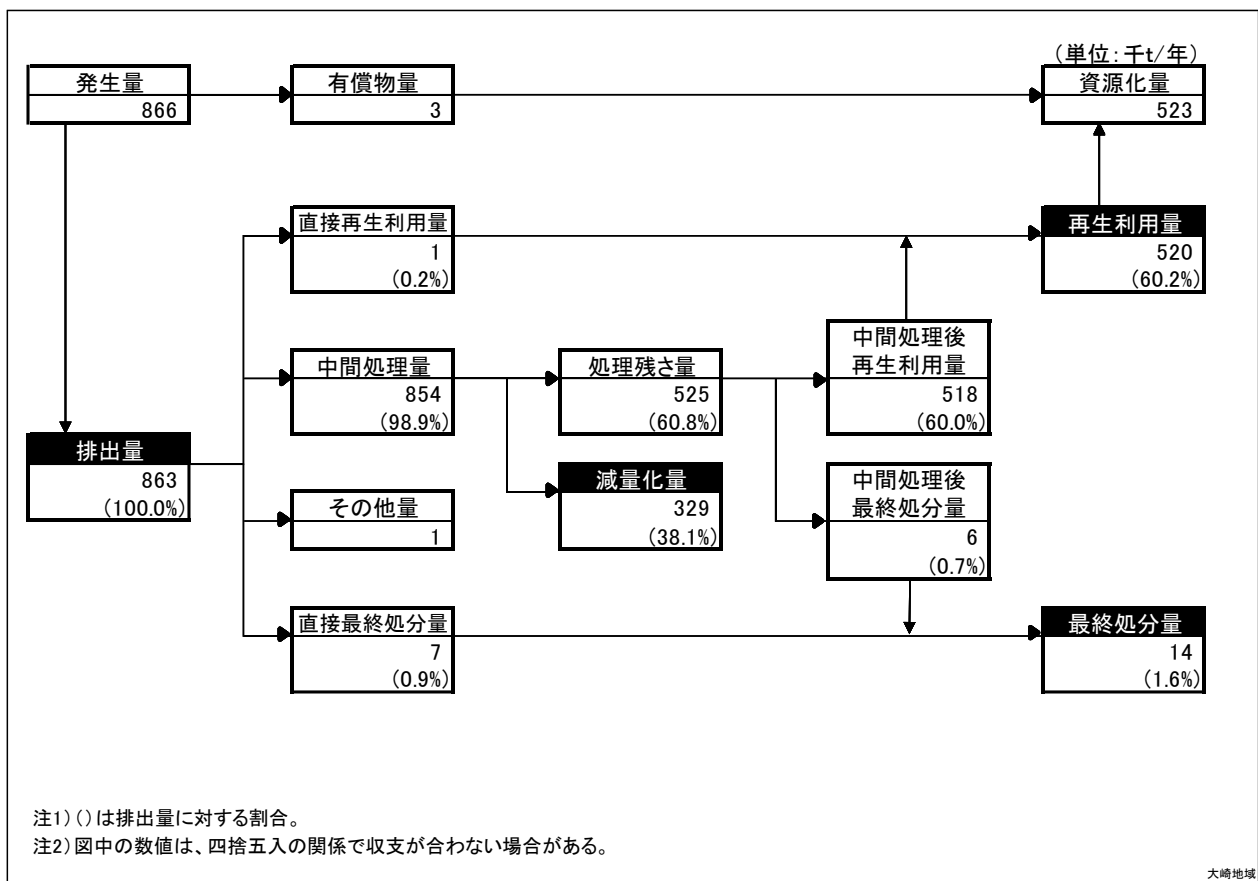 (単位:千t/年)
発生量
866
有償物量
3
資源化量
523
直接再生利用量
1
(0.2%)
再生利用量
520
(60.2%)
中間処理量
854
(98.9%)
処理残さ量
525
(60.8%)
中間処理後
再生利用量
518
(60.0%)
排出量
863
(100.0%)
減量化量
329
(38.1%)
中間処理後
最終処分量
6
(0.7%)
その他量
1
直接最終処分量
7
(0.9%)
最終処分量
14
(1.6%)
注1)()は排出量に対する割合。
注2)図中の数値は、四捨五入の関係で収支が合わない場合がある。
大崎地域